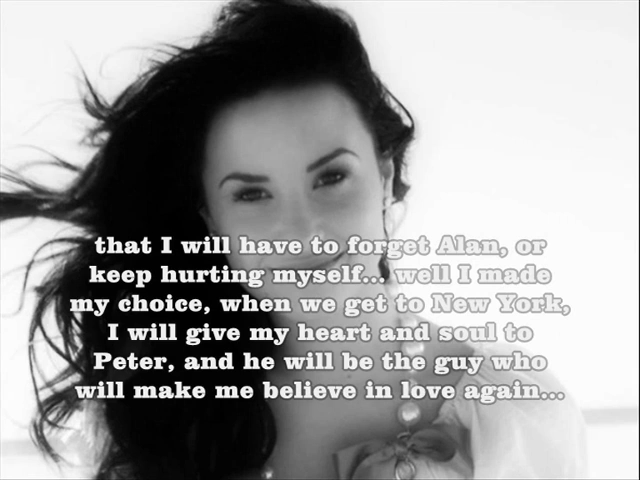 that I will have to forget Alan, or
keep hurting myself... well I made
my choice, when we get to New York,
I will give my heart and soul to
Peter, and he will be the guy who
will make me believe in love again...